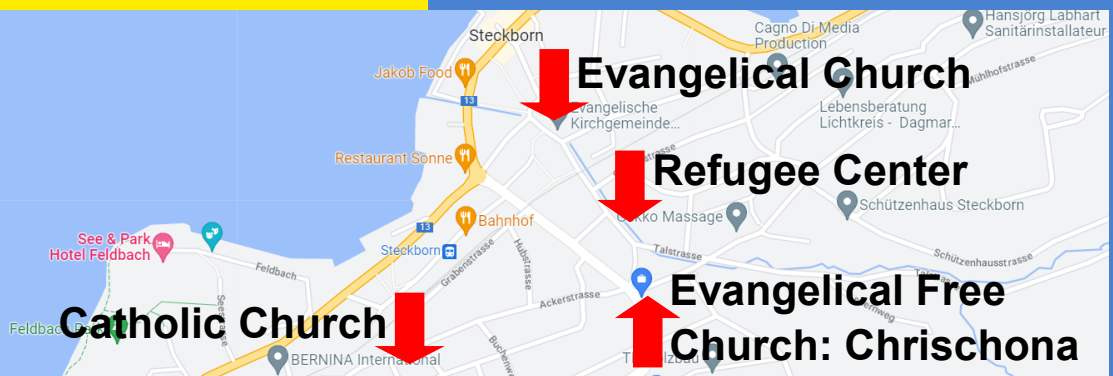 Hansjörg Labhart
Sanitärinstallateur
Cagno Di Media
Production
Steckborn
Mühlhofstrasse
Jakob Food
Evangelical Church
13
Evangelische
Kirchgemeinde...
Lebensberatung
Lichtkreis - Dagmar...
Restaurant Sonne
Refugee Center
Schützenhaus Steckborn
Massage
Bahnhof
13
See & Park
Hotel Feldbach
Steckborn
Talstrasse
Schützenhausstrasse
Feldbach
Grabenstrasse
Hubstrasse
Ackerstrasse
Evangelical Free
Church: Chrischona
Catholic Church
Seestrasse
Feldbach
BERNINA International